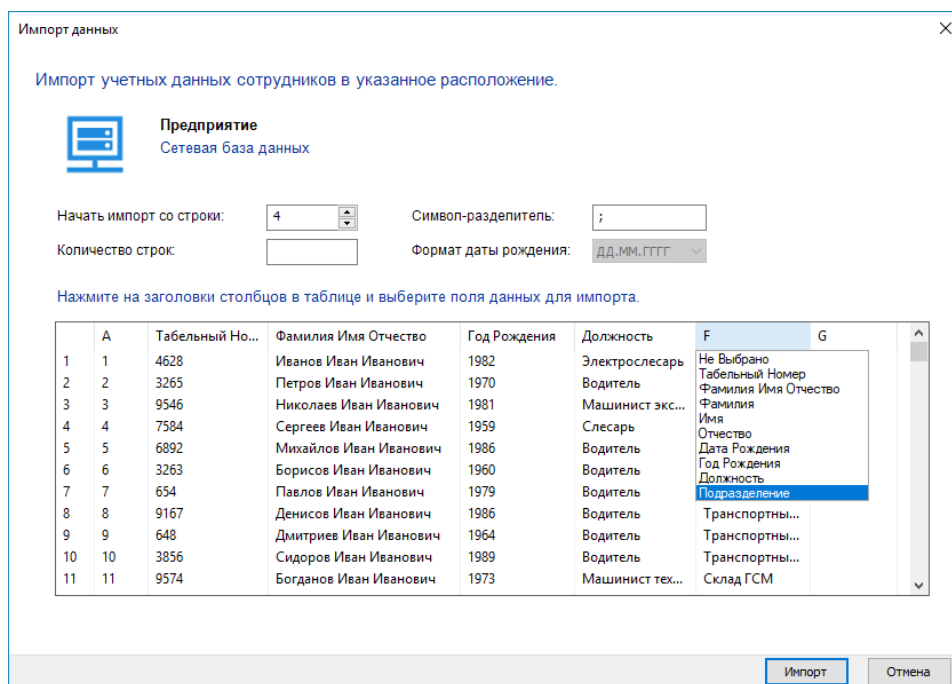 Импорт данных
Импорт учетных данных сотрудников в указанное расположение.
Предприятие
Сетевая база данных
Начать импорт со строки: 4 Символ-разделитель: ;
Количество строк: Формат даты рождения: ДД.ММ.ГГГГ
Нажмите на заголовки столбцов в таблице и выберите поля данных для импорта.
A Табельный Но... Фамилия Имя Отчество Год Рождения Должность F G
1 1 4628 Иванов Иван Иванович 1982 Электрослесарь
2 2 3265 Петров Иван Иванович 1970 Водитель
3 3 9546 Николаев Иван Иванович 1981 Машинист экс...
4 4 7584 Сергеев Иван Иванович 1959 Слесарь
5 5 6892 Михайлов Иван Иванович 1986 Водитель
6 6 3263 Борисов Иван Иванович 1960 Водитель
7 7 654 Павлов Иван Иванович 1979 Водитель
8 8 9167 Денисов Иван Иванович 1986 Водитель Транспортны...
9 9 648 Дмитриев Иван Иванович 1964 Водитель Транспортны...
10 10 3856 Сидоров Иван Иванович 1989 Водитель Транспортны...
11 11 9574 Богданов Иван Иванович 1973 Машинист тех... Склад ГСМ
Не Выбрано
Табельный Номер
Фамилия Имя Отчество
Фамилия
Имя
Отчество
Дата Рождения
Год Рождения
Должность
Подразделение
Импорт Отмена